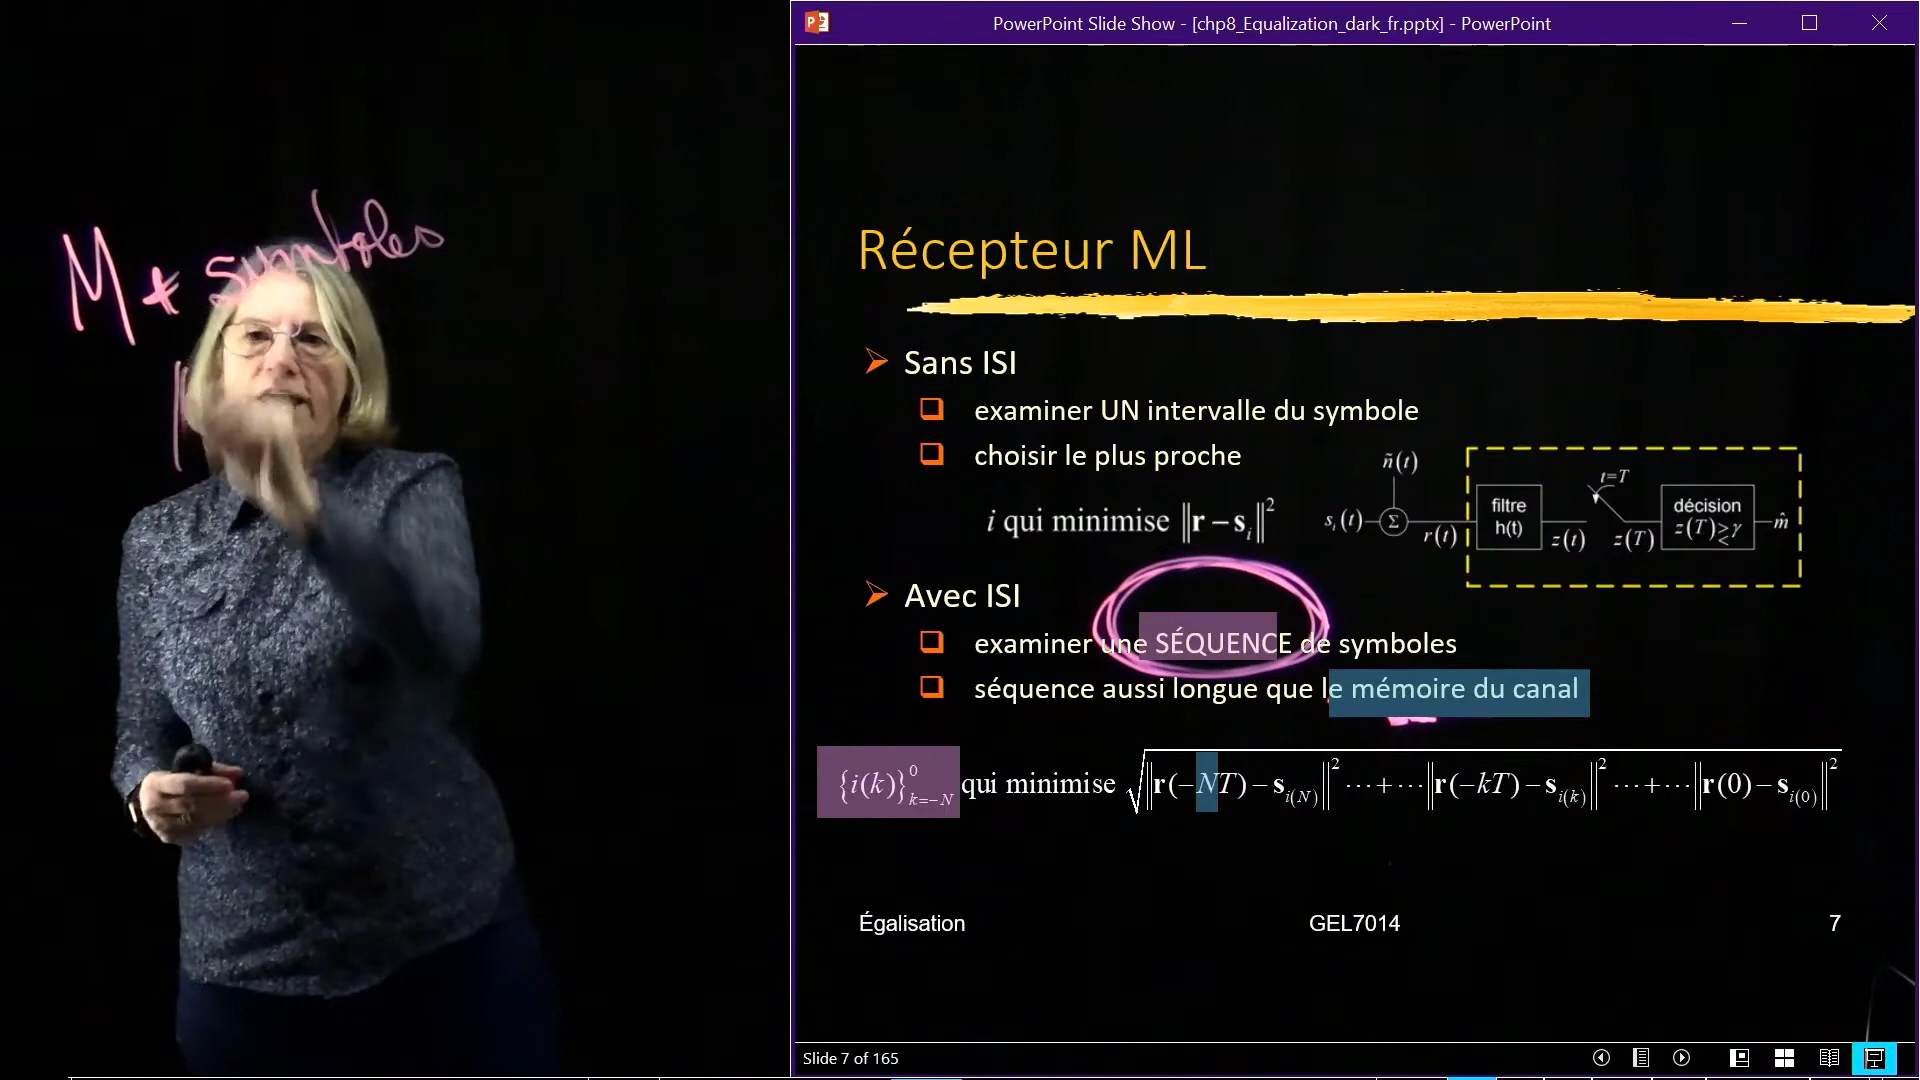 PowerPoint Slide Show - [chp8_Equalization_dark_fr.pptx] - PowerPoint
M * symboles
Récepteur ML
Sans ISI
examiner UN intervalle du symbole
choisir le plus proche
i qui minimise ‖r − s_i‖²
ñ(t)
s_i(t)
Σ
r(t)
filtre
h(t)
z(t)
t=T
z(T)
décision
z(T) >< γ
m̂
Avec ISI
examiner une SÉQUENCE de symboles
séquence aussi longue que le mémoire du canal
{i(k)}⁰_{k=−N} qui minimise √‖r(−NT) − s_{i(N)}‖² ⋯ + ⋯ ‖r(−kT) − s_{i(k)}‖² ⋯ + ⋯ ‖r(0) − s_{i(0)}‖²
Égalisation
GEL7014
7
Slide 7 of 165